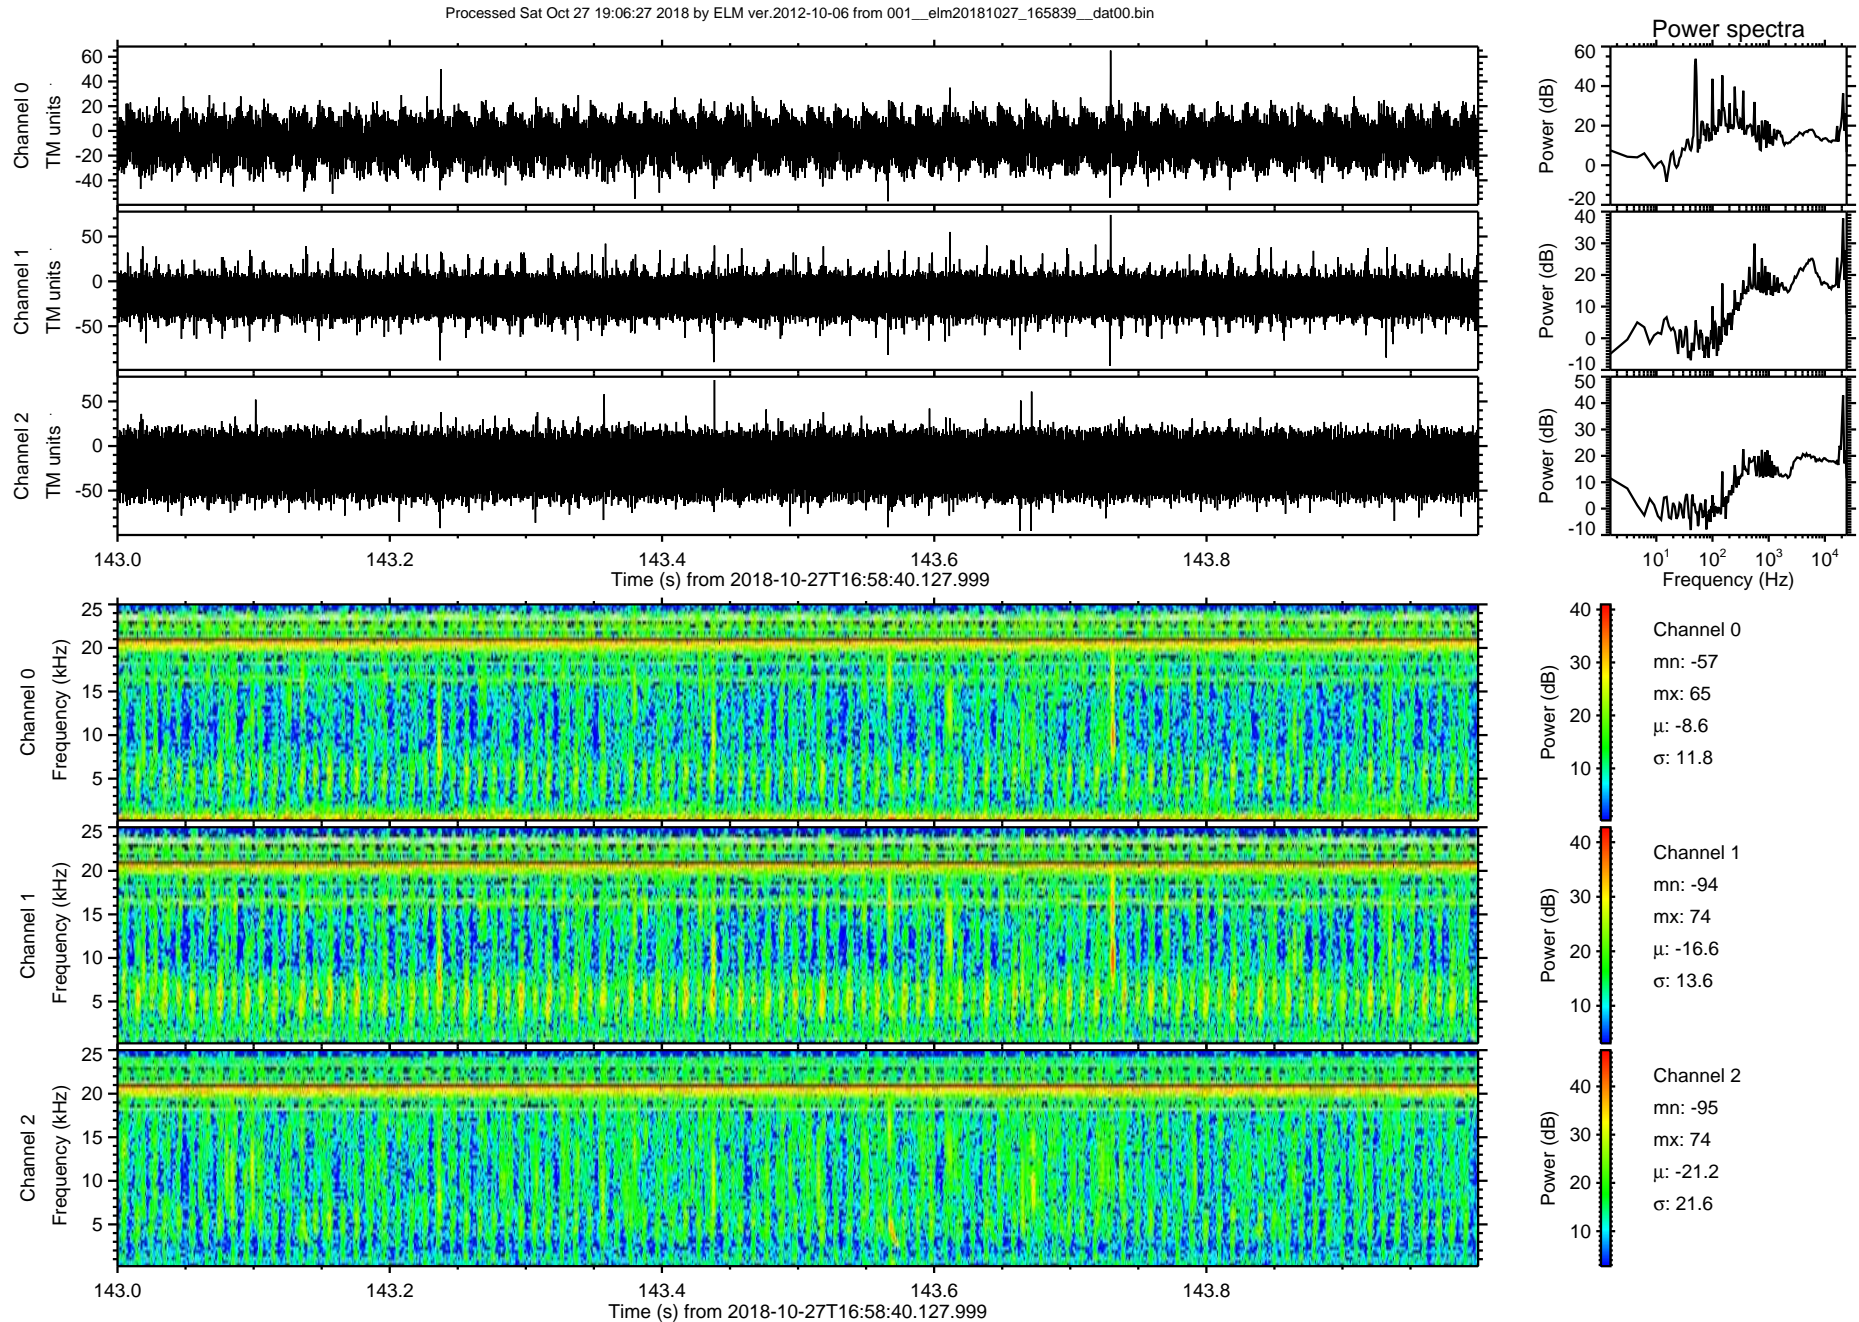 Processed Sat Oct 27 19:06:27 2018 by ELM ver.2012-10-06 from 001__elm20181027_165839__dat00.bin
Power spectra
Channel 0
TM units
60
40
20
0
-20
-40
Power (dB)
60
40
20
0
-20
Channel 1
TM units
50
0
-50
Power (dB)
40
30
20
10
0
-10
Channel 2
TM units
50
0
-50
Power (dB)
50
40
30
20
10
0
-10
143.0 143.2 143.4 143.6 143.8
Time (s) from 2018-10-27T16:58:40.127.999
10^1 10^2 10^3 10^4
Frequency (Hz)
Channel 0
Frequency (kHz)
25
20
15
10
5
Power (dB)
40
30
20
10
Channel 0
mn: -57
mx: 65
μ: -8.6
σ: 11.8
Channel 1
Frequency (kHz)
25
20
15
10
5
Power (dB)
40
30
20
10
Channel 1
mn: -94
mx: 74
μ: -16.6
σ: 13.6
Channel 2
Frequency (kHz)
25
20
15
10
5
Power (dB)
40
30
20
10
Channel 2
mn: -95
mx: 74
μ: -21.2
σ: 21.6
143.0 143.2 143.4 143.6 143.8
Time (s) from 2018-10-27T16:58:40.127.999